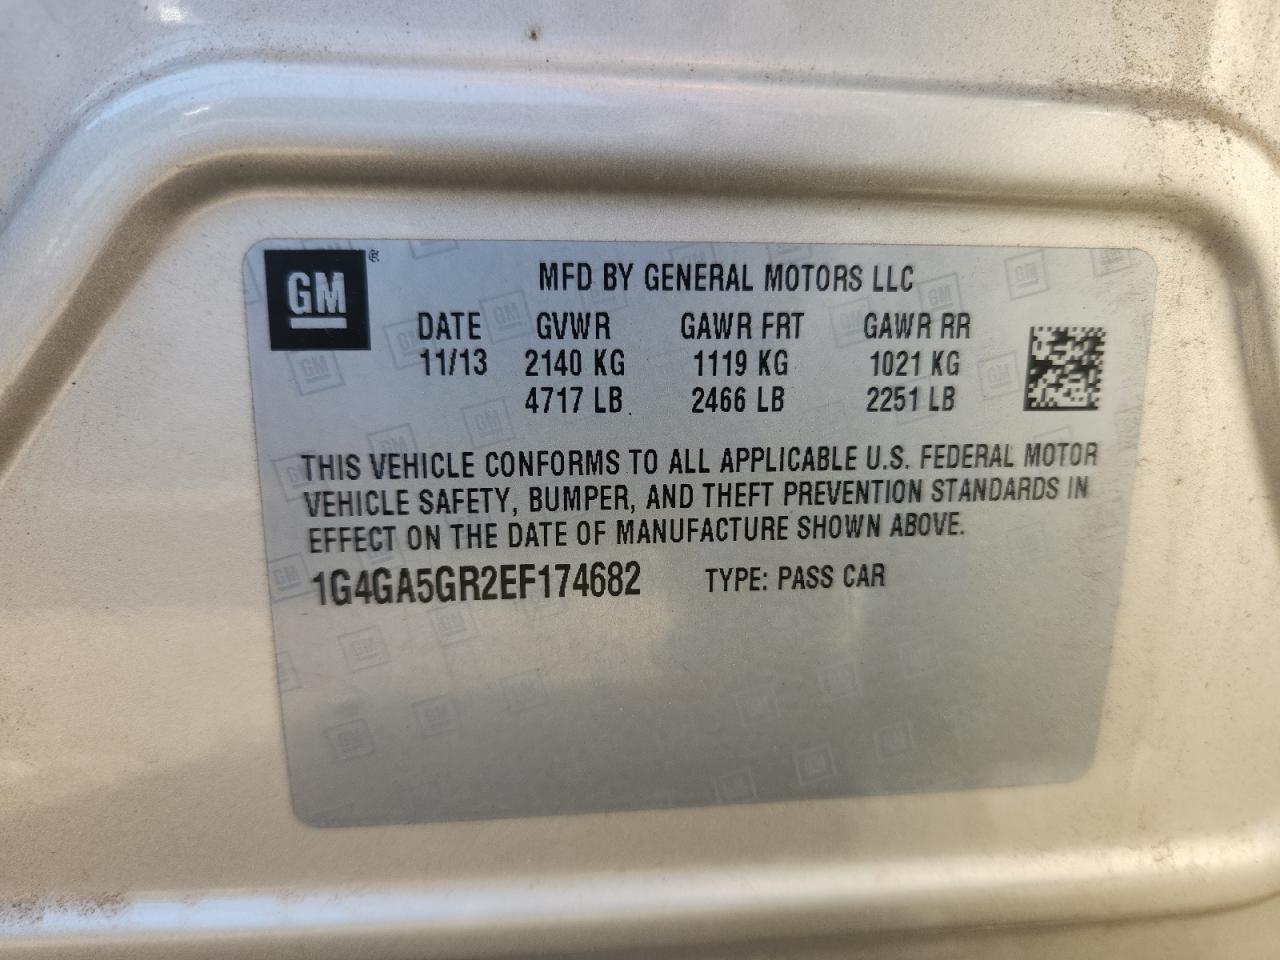 GM®
MFD BY GENERAL MOTORS LLC
DATE GVWR GAWR FRT GAWR RR
11/13 2140 KG 1119 KG 1021 KG
4717 LB 2466 LB 2251 LB
THIS VEHICLE CONFORMS TO ALL APPLICABLE U.S. FEDERAL MOTOR
VEHICLE SAFETY, BUMPER, AND THEFT PREVENTION STANDARDS IN
EFFECT ON THE DATE OF MANUFACTURE SHOWN ABOVE.
1G4GA5GR2EF174682 TYPE: PASS CAR